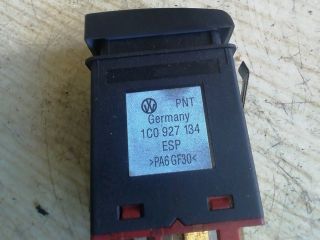 PNT
Germany
1C0 927 134
ESP
>PA6 GF30<